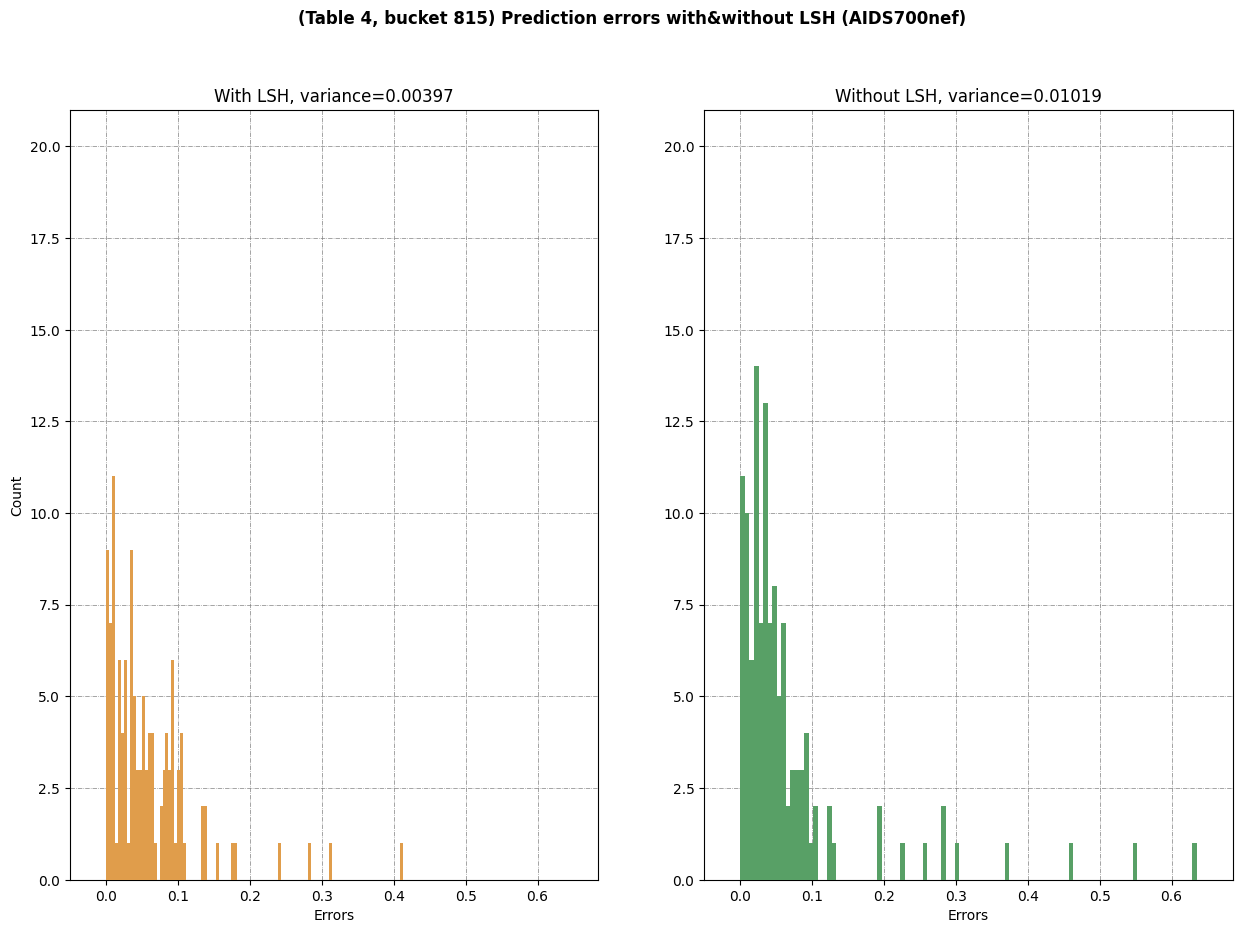 (Table 4, bucket 815) Prediction errors with&without LSH (AIDS700nef)
With LSH, variance=0.00397
20.0
17.5
15.0
12.5
10.0
7.5
5.0
2.5
0.0
Count
0.0 0.1 0.2 0.3 0.4 0.5 0.6
Errors
Without LSH, variance=0.01019
20.0
17.5
15.0
12.5
10.0
7.5
5.0
2.5
0.0
0.0 0.1 0.2 0.3 0.4 0.5 0.6
Errors